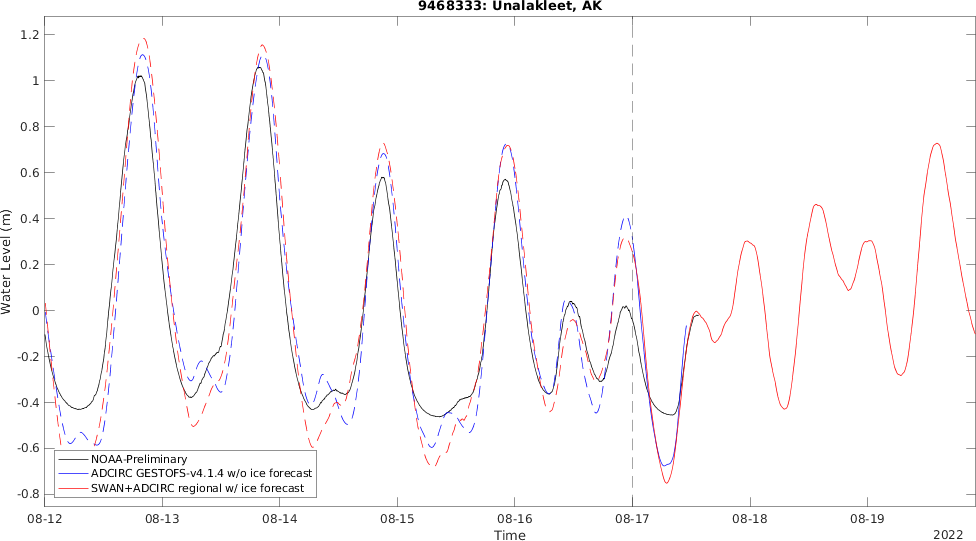 9468333: Unalakleet, AK
1.2
1
0.8
0.6
0.4
0.2
0
-0.2
-0.4
-0.6
-0.8
Water Level (m)
NOAA-Preliminary
ADCIRC GESTOFS-v4.1.4 w/o ice forecast
SWAN+ADCIRC regional w/ ice forecast
08-12 08-13 08-14 08-15 08-16 08-17 08-18 08-19
Time
2022